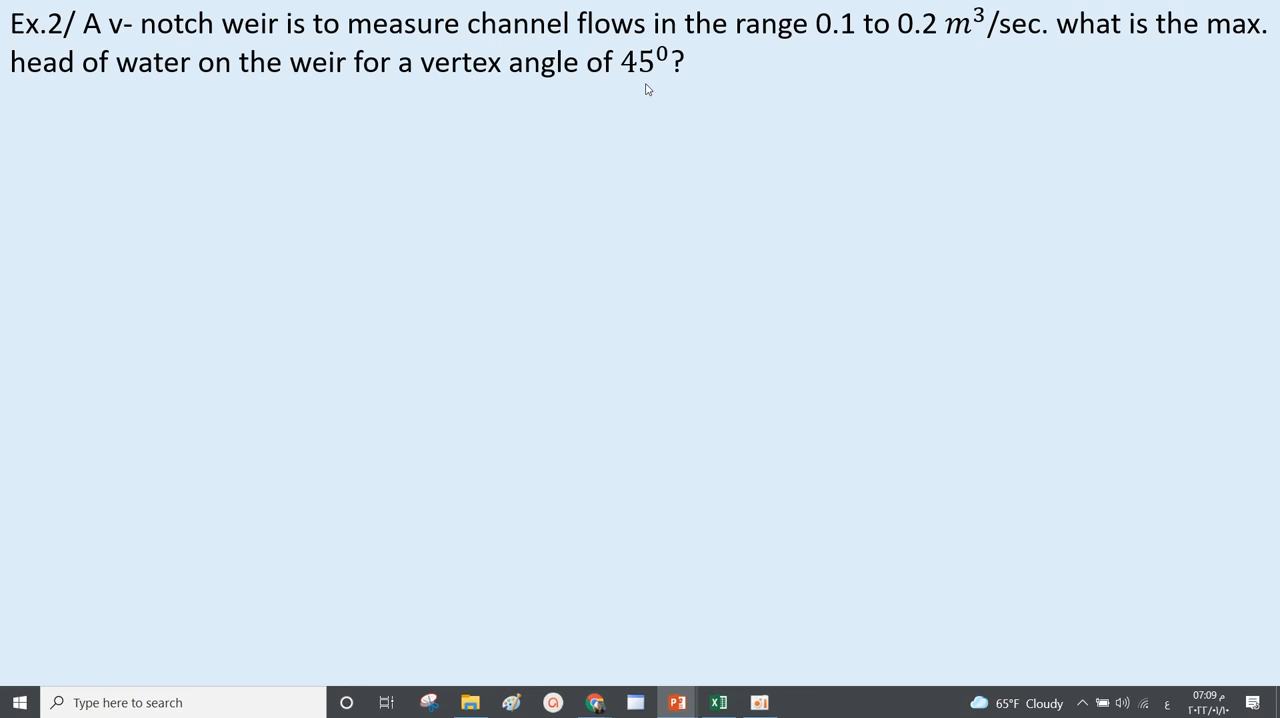 Ex.2/ A v- notch weir is to measure channel flows in the range 0.1 to 0.2 m³/sec. what is the max.
head of water on the weir for a vertex angle of 45⁰?
Type here to search
65°F Cloudy
ع
07:09 م